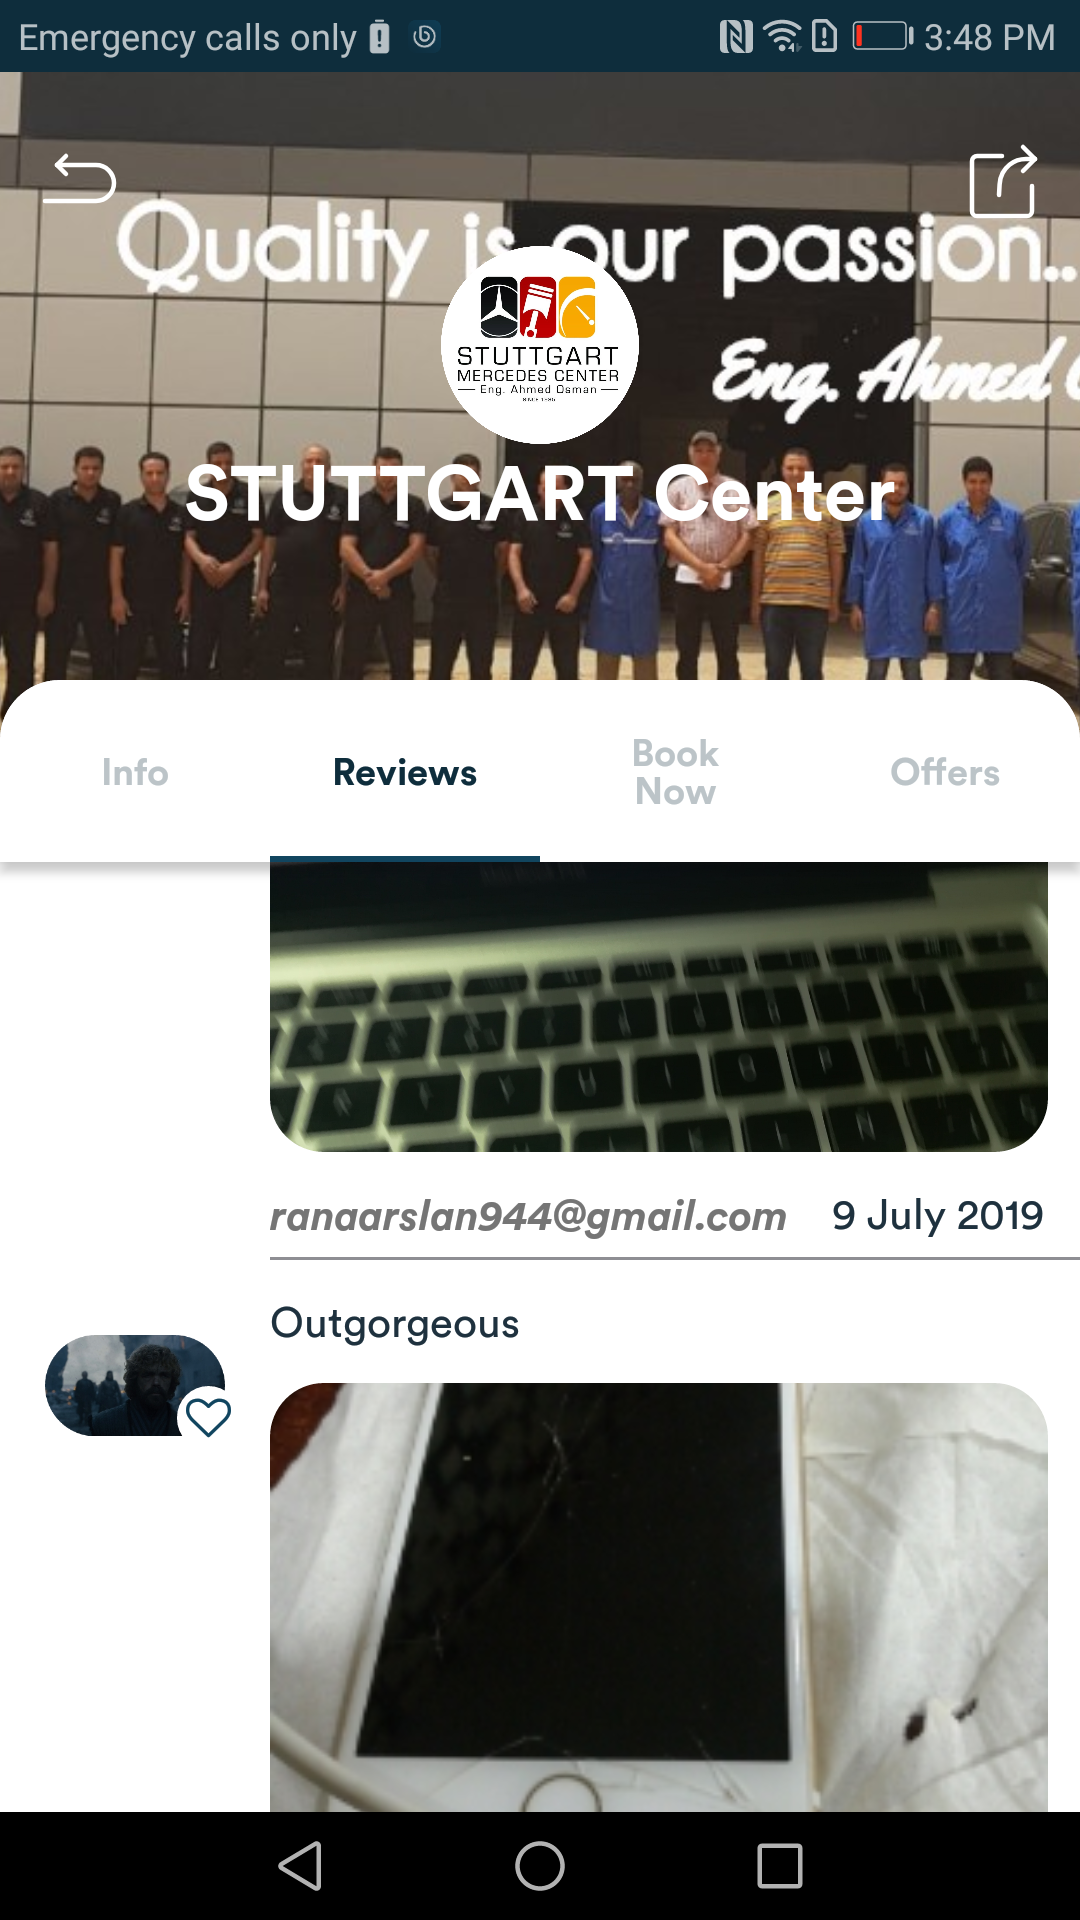 Emergency calls only
3:48 PM
Quality is our passion..
STUTTGART
MERCEDES CENTER
Eng. Ahmed Osman
Eng. Ahmed
STUTTGART Center
Info
Reviews
Book
Now
Offers
ranaarslan944@gmail.com
9 July 2019
Outgorgeous